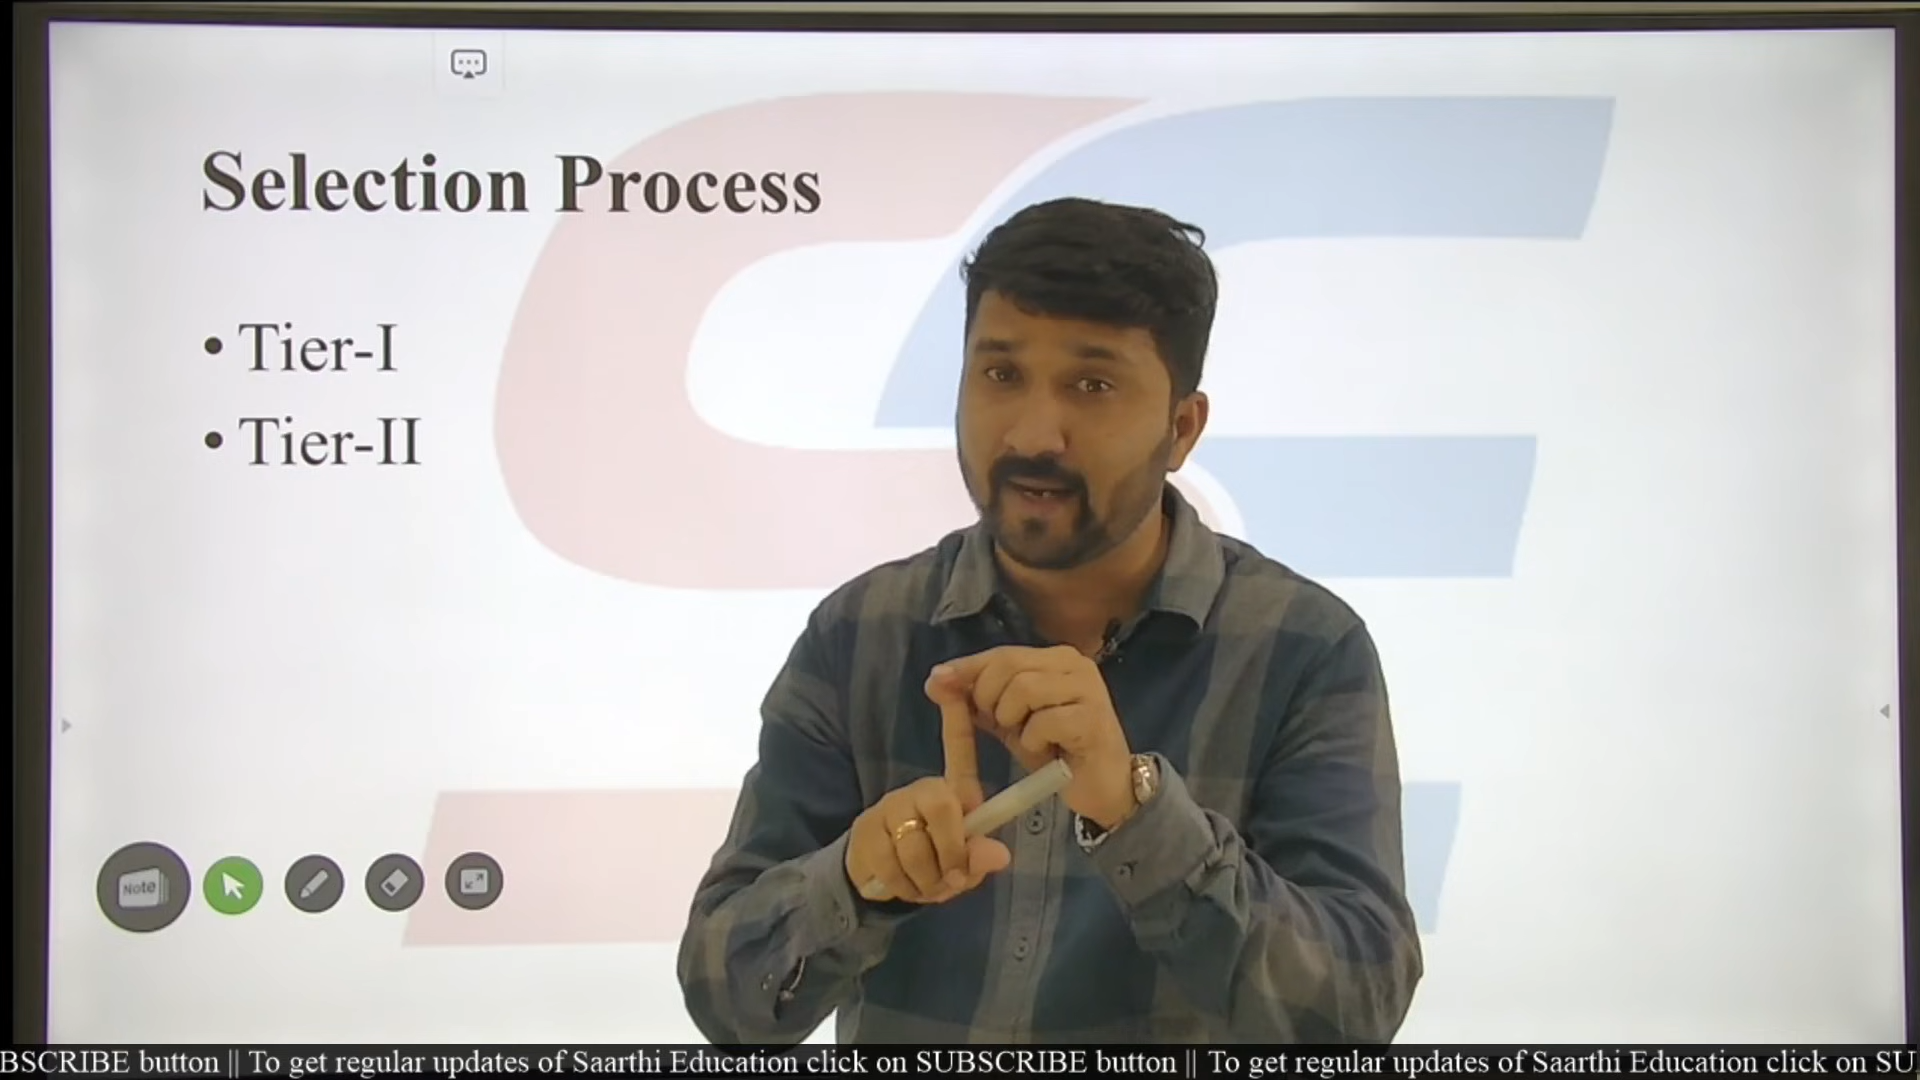 Selection Process
• Tier-I
• Tier-II
Note
BSCRIBE button || To get regular updates of Saarthi Education click on SUBSCRIBE button || To get regular updates of Saarthi Education click on SU